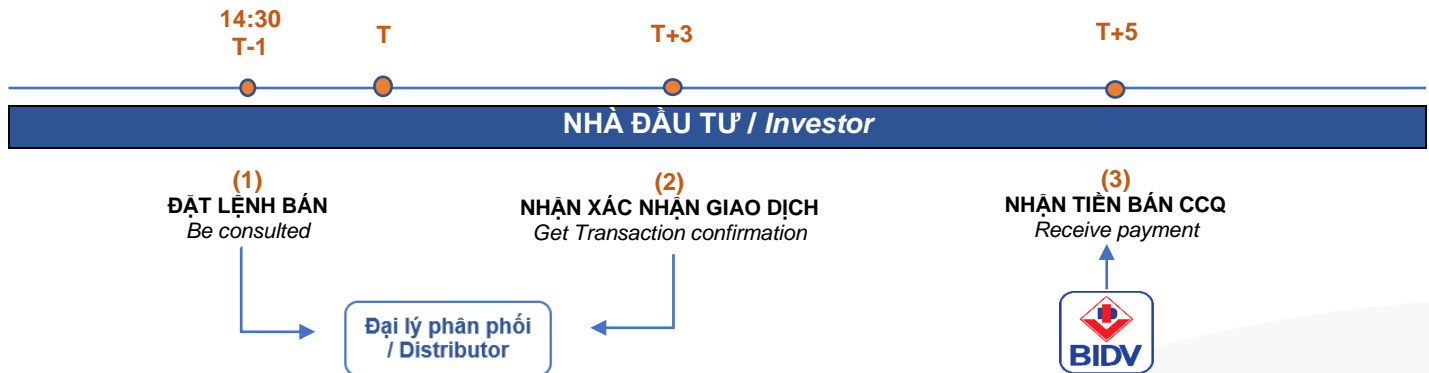 14:30
T-1
T
T+3
T+5
NHÀ ĐẦU TƯ / Investor
(1)
ĐẶT LỆNH BÁN
Be consulted
(2)
NHẬN XÁC NHẬN GIAO DỊCH
Get Transaction confirmation
(3)
NHẬN TIỀN BÁN CCQ
Receive payment
Đại lý phân phối
/ Distributor
BIDV